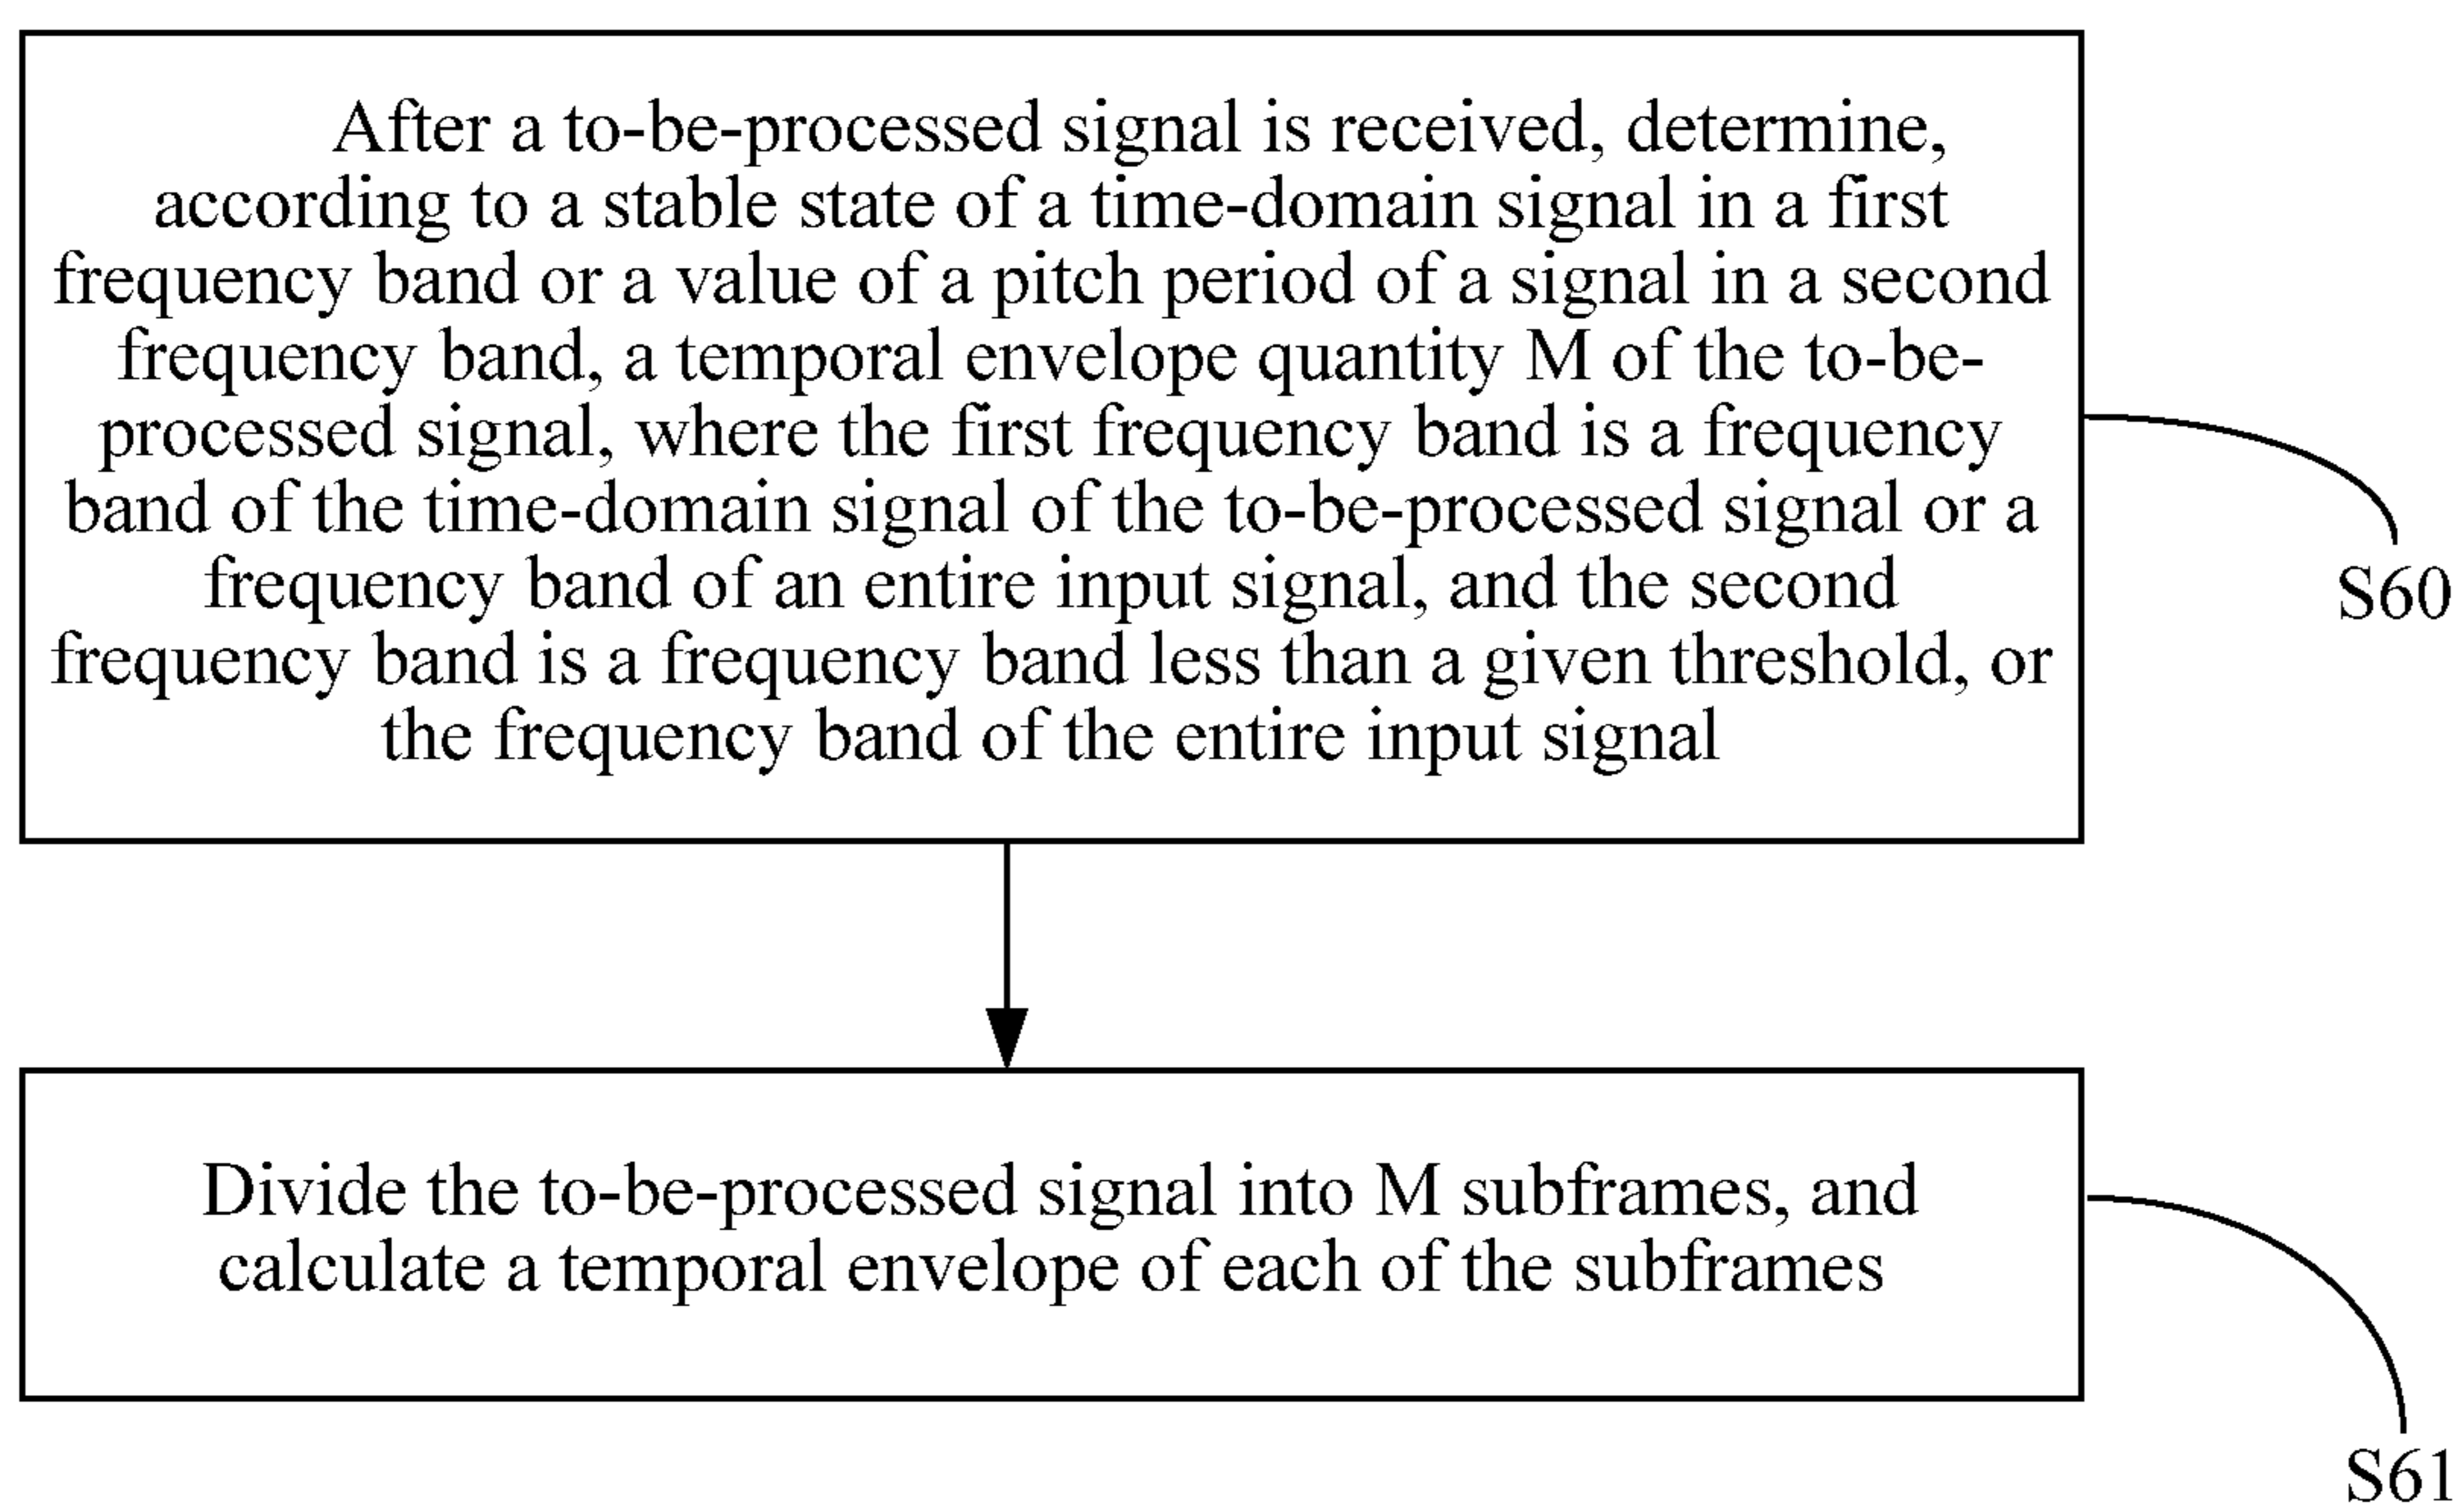 After a to-be-processed signal is received, determine,
according to a stable state of a time-domain signal in a first
frequency band or a value of a pitch period of a signal in a second
frequency band, a temporal envelope quantity M of the to-be-
processed signal, where the first frequency band is a frequency
band of the time-domain signal of the to-be-processed signal or a
frequency band of an entire input signal, and the second
frequency band is a frequency band less than a given threshold, or
the frequency band of the entire input signal
S60
Divide the to-be-processed signal into M subframes, and
calculate a temporal envelope of each of the subframes
S61